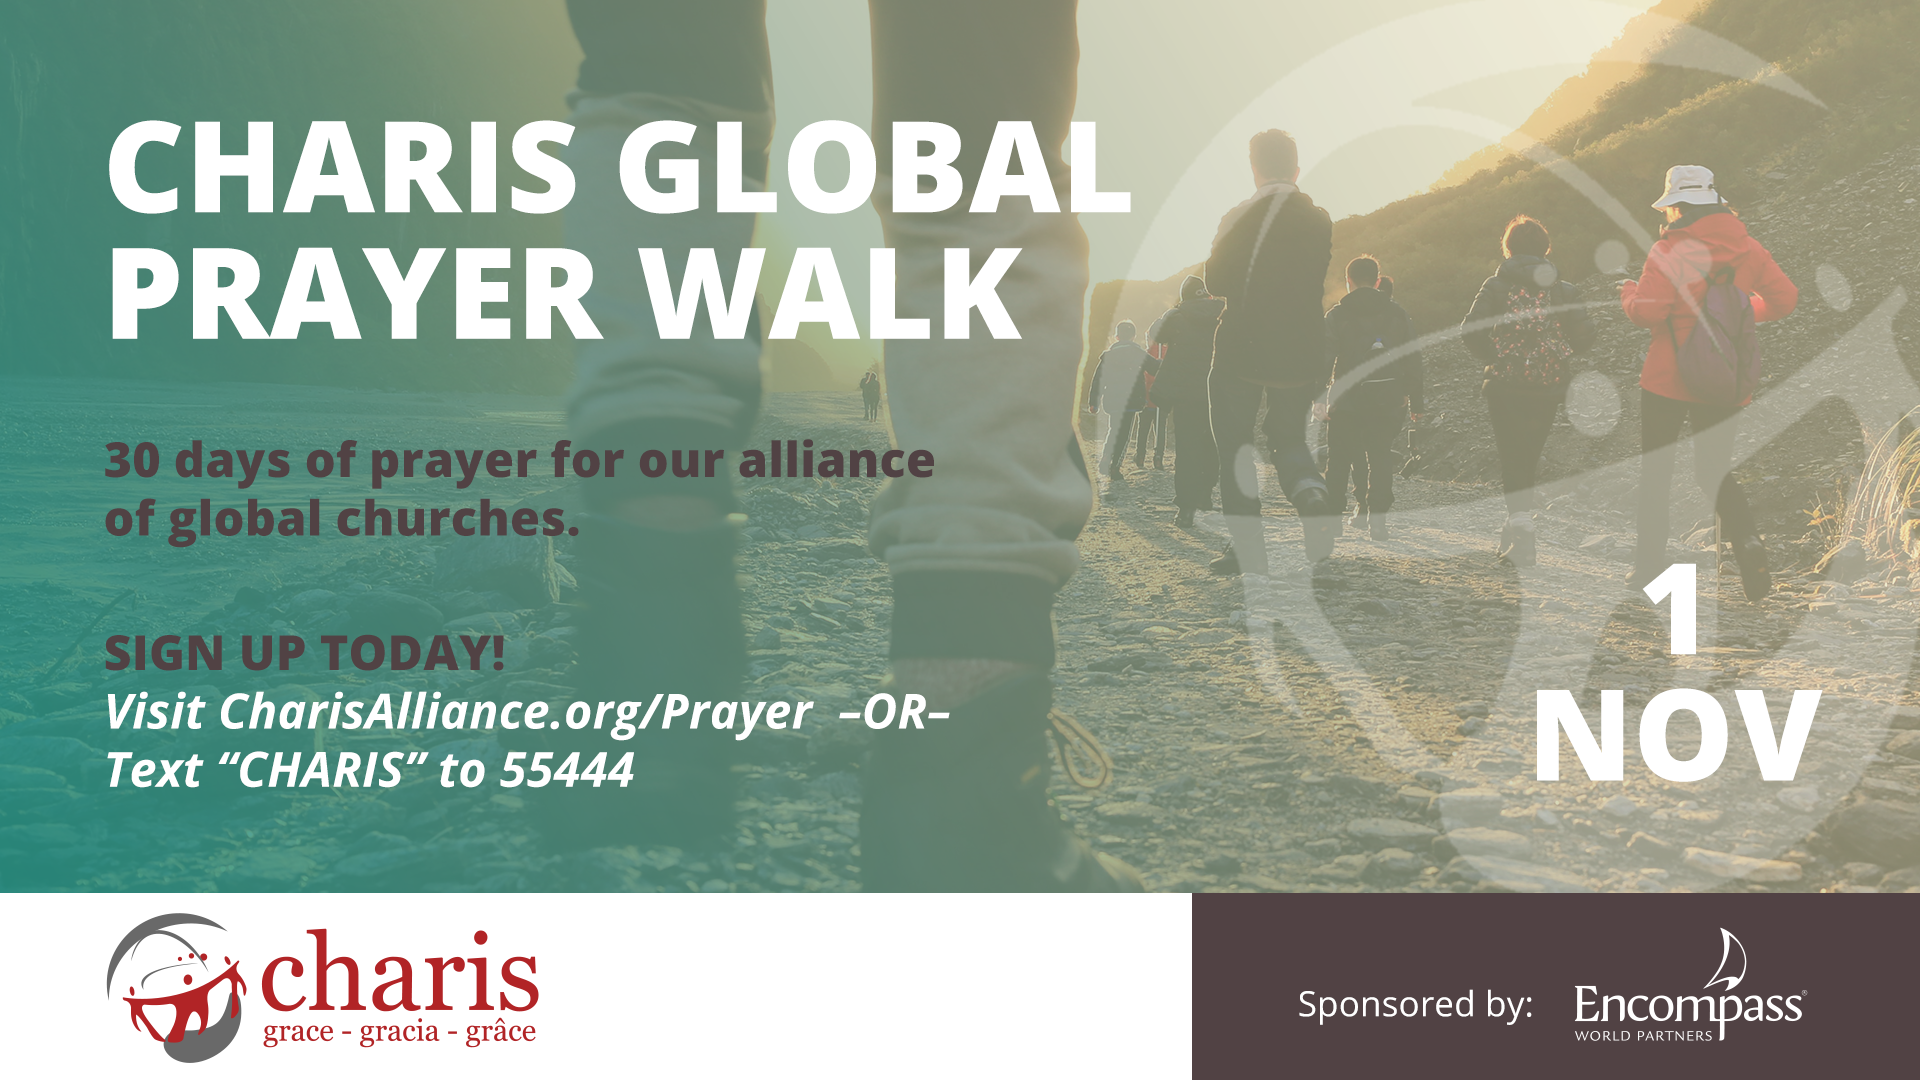 CHARIS GLOBAL
PRAYER WALK
30 days of prayer for our alliance
of global churches.
SIGN UP TODAY!
Visit CharisAlliance.org/Prayer –OR–
Text “CHARIS” to 55444
1
NOV
charis
grace - gracia - grâce
Sponsored by:
Encompass®
WORLD PARTNERS